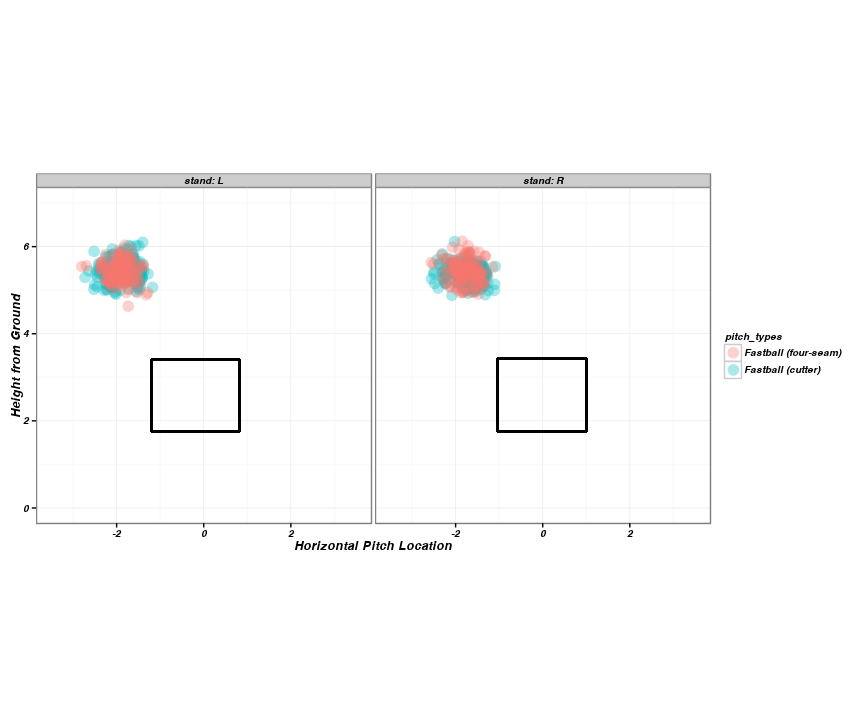 stand: L
stand: R
6
4
2
0
Height from Ground
-2
0
2
-2
0
2
Horizontal Pitch Location
pitch_types
Fastball (four-seam)
Fastball (cutter)